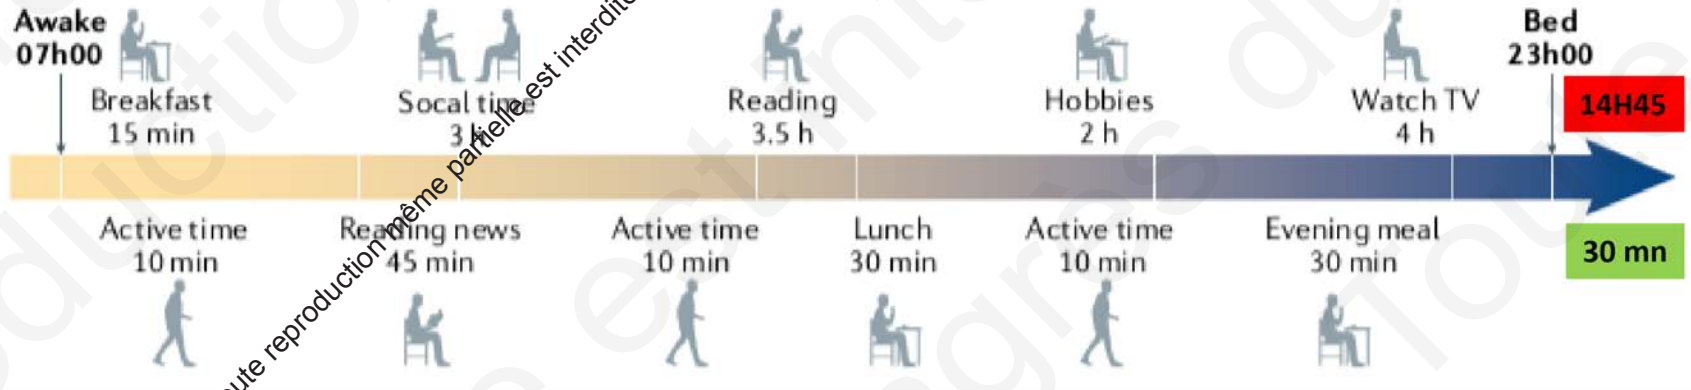 Awake
07h00
Breakfast
15 min
Socal time
3 h
Reading
3.5 h
Hobbies
2 h
Watch TV
4 h
Bed
23h00
14H45
Active time
10 min
Reading news
45 min
Active time
10 min
Lunch
30 min
Active time
10 min
Evening meal
30 min
30 mn
oute reproduction même partielle est interdite